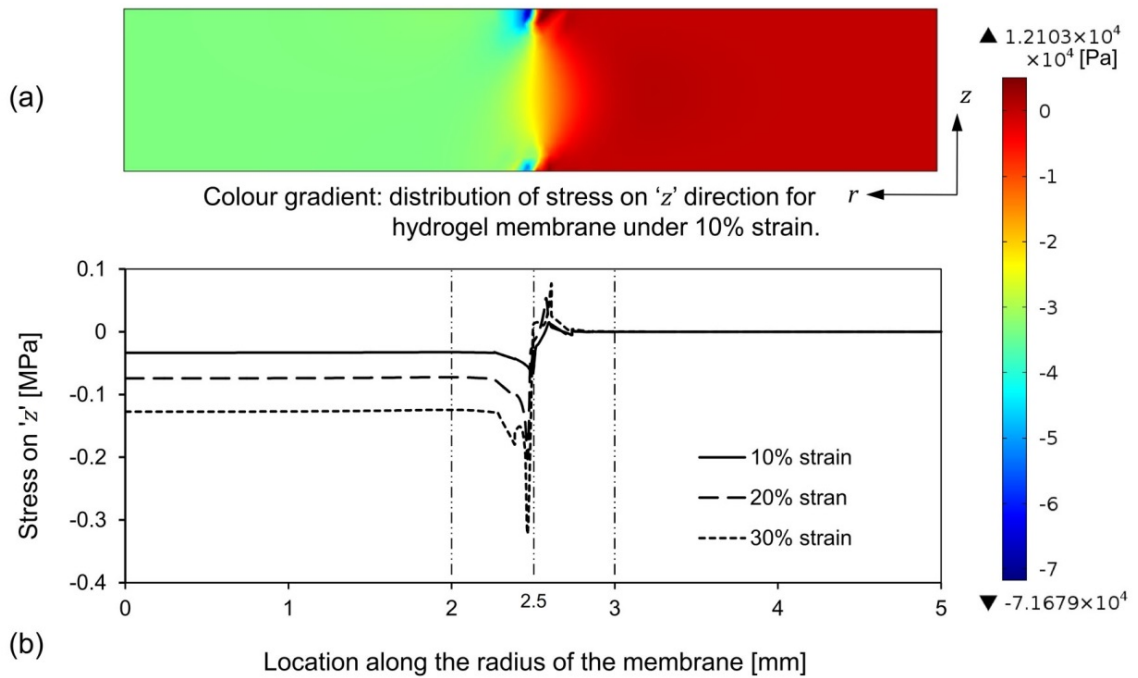 (a)
▲ 1.2103×10⁴
×10⁴ [Pa]
0
-1
-2
-3
-4
-5
-6
-7
▼ -7.1679×10⁴
z
r
Colour gradient: distribution of stress on ‘z’ direction for
hydrogel membrane under 10% strain.
(b)
Stress on 'z' [MPa]
0.1
0
-0.1
-0.2
-0.3
-0.4
10% strain
20% stran
30% strain
0 1 2 2.5 3 4 5
Location along the radius of the membrane [mm]